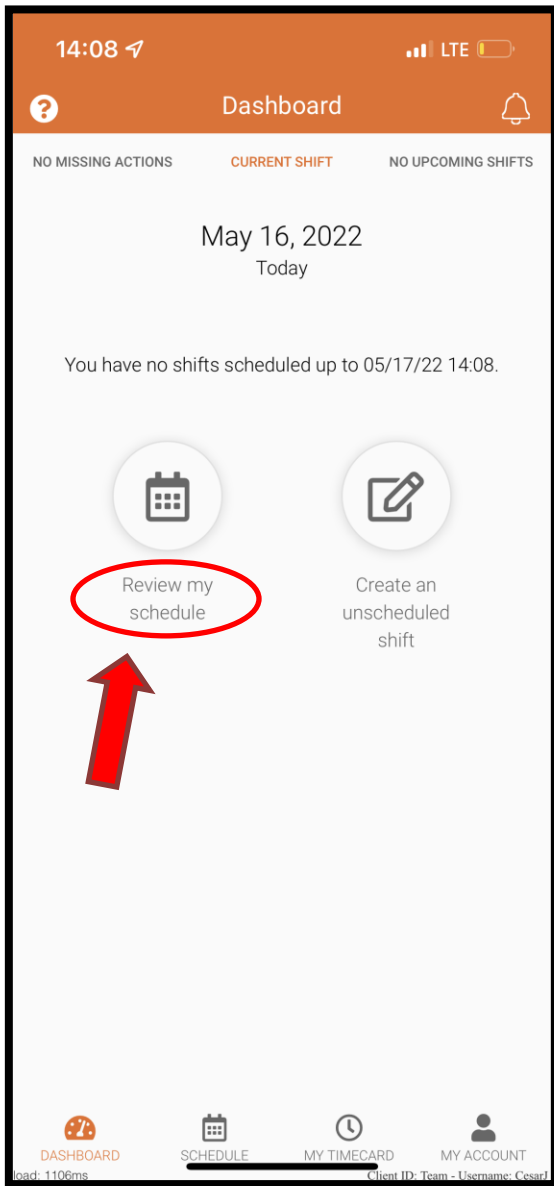 14:08
LTE
?
Dashboard
NO MISSING ACTIONS CURRENT SHIFT NO UPCOMING SHIFTS
May 16, 2022
Today
You have no shifts scheduled up to 05/17/22 14:08.
Review my
schedule
Create an
unscheduled
shift
DASHBOARD SCHEDULE MY TIMECARD MY ACCOUNT
load: 1106ms Client ID: Team - Username: CesarJ